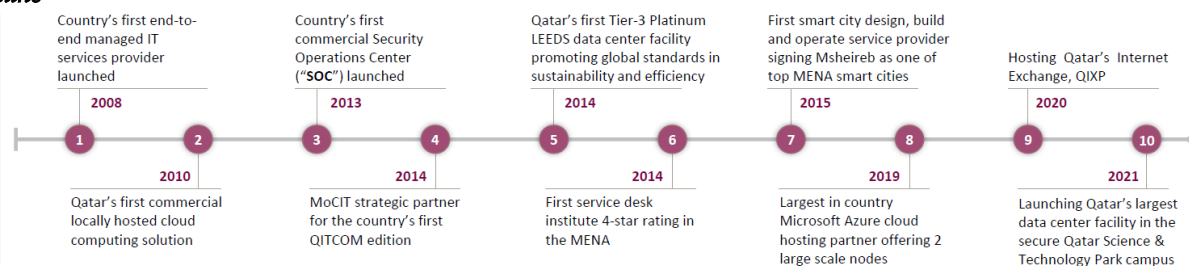 Country's first end-to-
end managed IT
services provider
launched
2008
1
2
2010
Qatar's first commercial
locally hosted cloud
computing solution
Country's first
commercial Security
Operations Center
("SOC") launched
2013
3
4
2014
MoCIT strategic partner
for the country's first
QITCOM edition
Qatar's first Tier-3 Platinum
LEEDS data center facility
promoting global standards in
sustainability and efficiency
2014
5
6
2014
First service desk
institute 4-star rating in
the MENA
First smart city design, build
and operate service provider
signing Msheireb as one of
top MENA smart cities
2015
7
8
2019
Largest in country
Microsoft Azure cloud
hosting partner offering 2
large scale nodes
Hosting Qatar's Internet
Exchange, QIXP
2020
9
10
2021
Launching Qatar's largest
data center facility in the
secure Qatar Science &
Technology Park campus